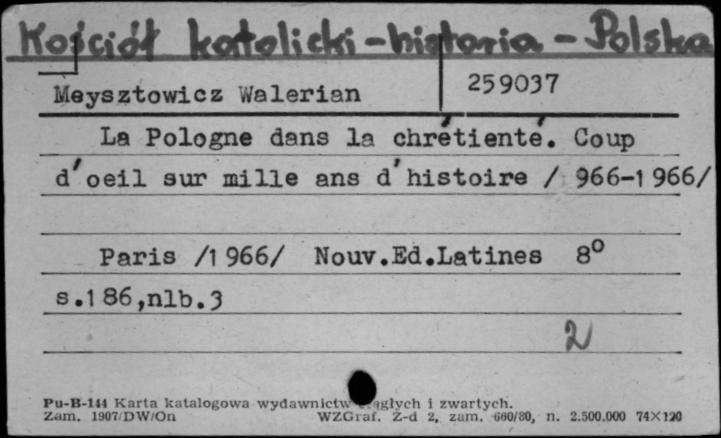 Kościół katolicki - historia - Polska
Meysztowicz Walerian
259037
La Pologne dans la chrétienté. Coup
d'oeil sur mille ans d'histoire / 966-1966/
Paris /1966/ Nouv.Ed.Latines 8°
s.186,nlb.3
2
Pu-B-144 Karta katalogowa wydawnictw i zwartych.
Zam. 1907/DW/On WZGraf. Z-d 2, zam. 660/80, n. 2.500.000 74×120